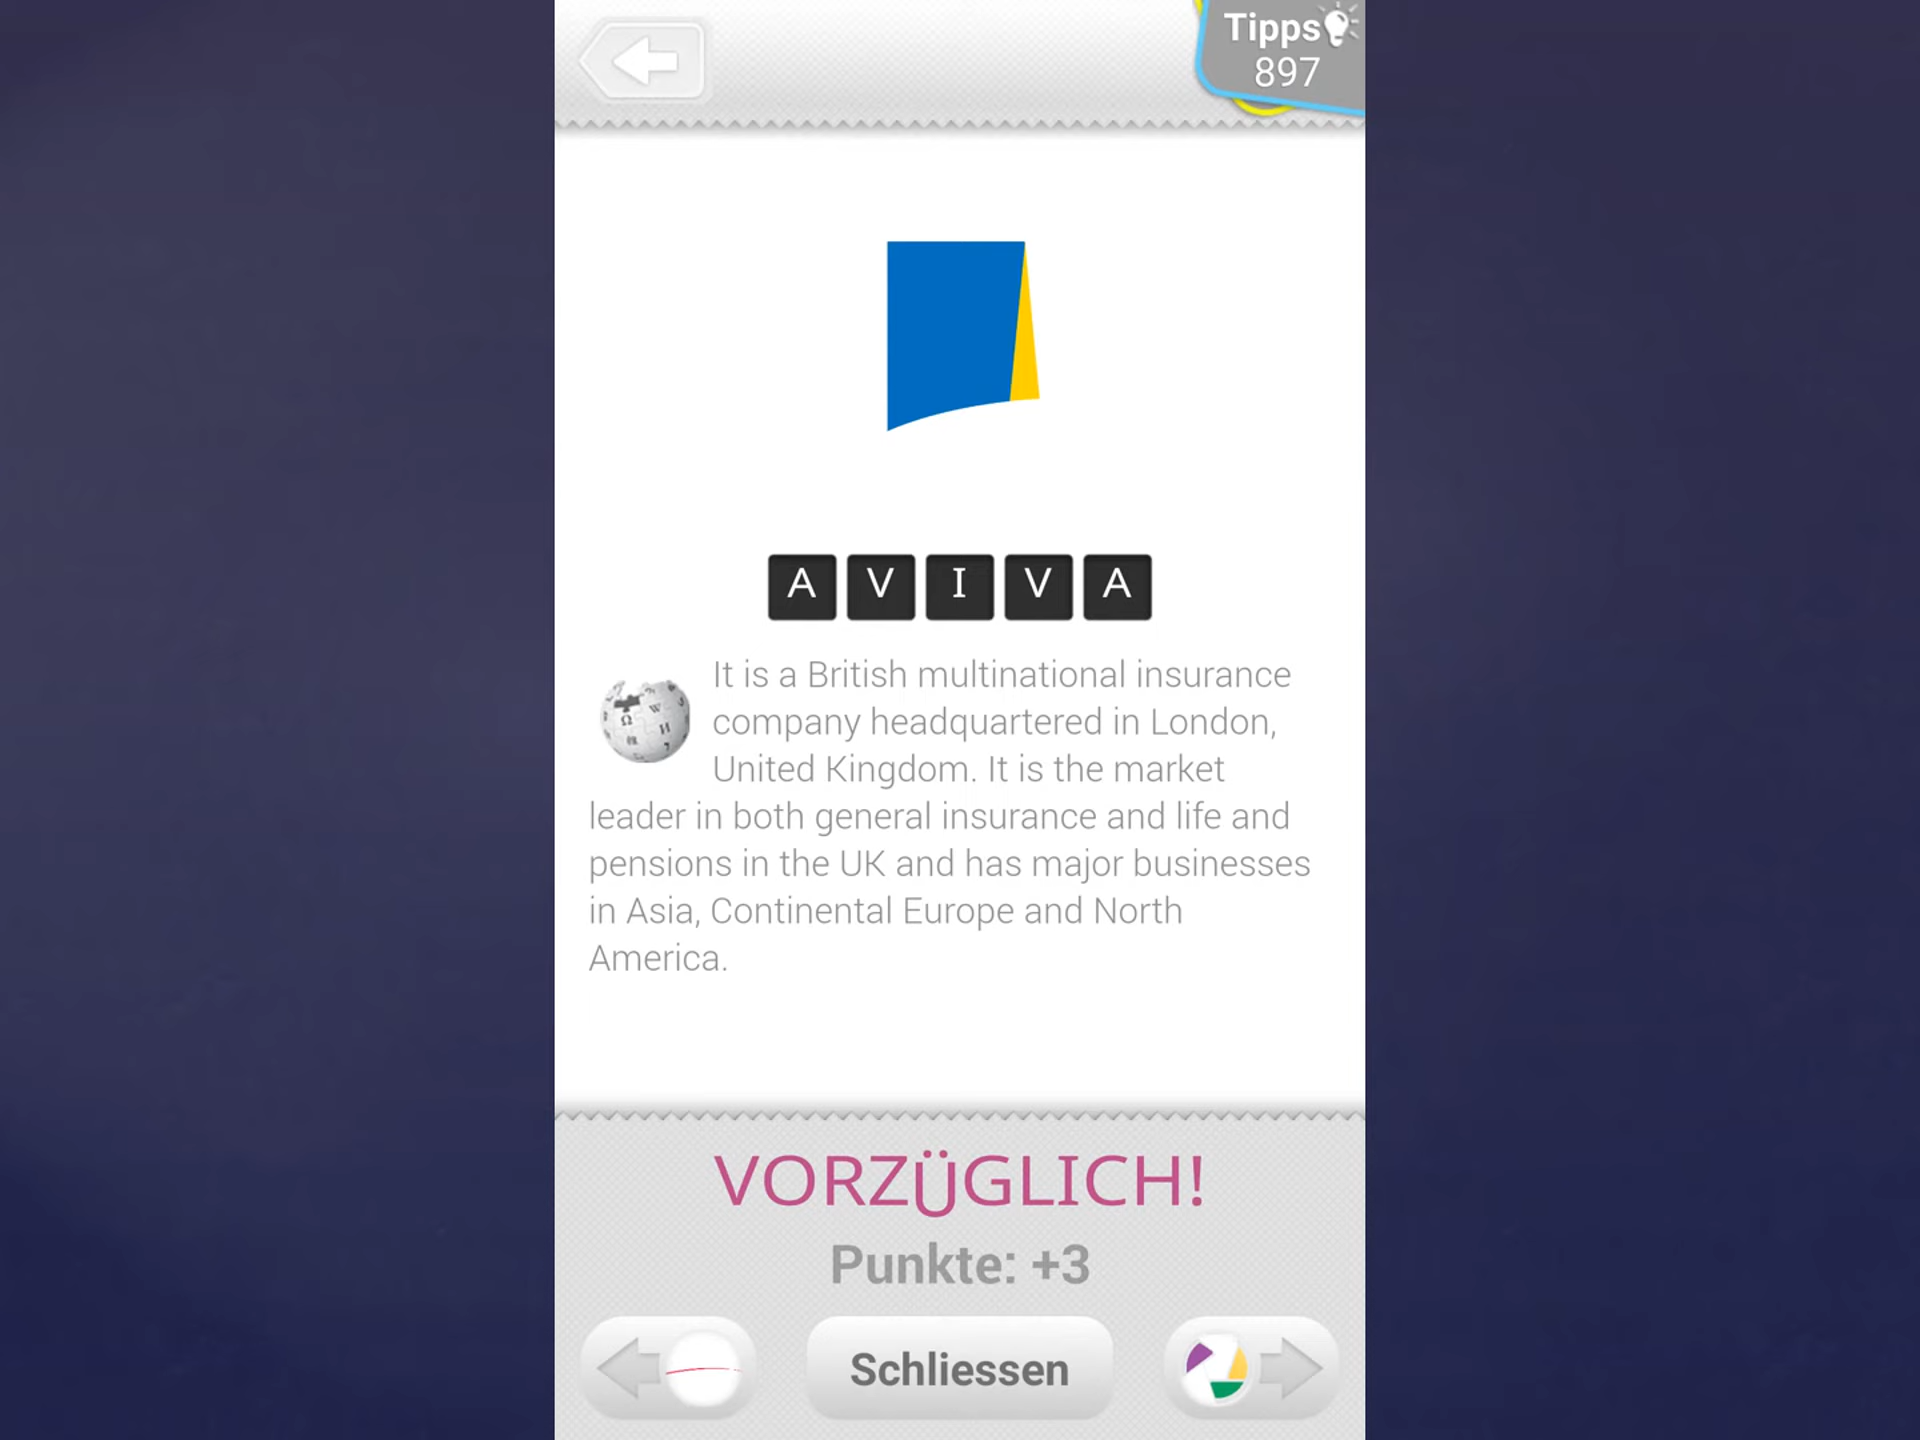 Tipps
897
A V I V A
It is a British multinational insurance
company headquartered in London,
United Kingdom. It is the market
leader in both general insurance and life and
pensions in the UK and has major businesses
in Asia, Continental Europe and North
America.
VORZÜGLICH!
Punkte: +3
Schliessen